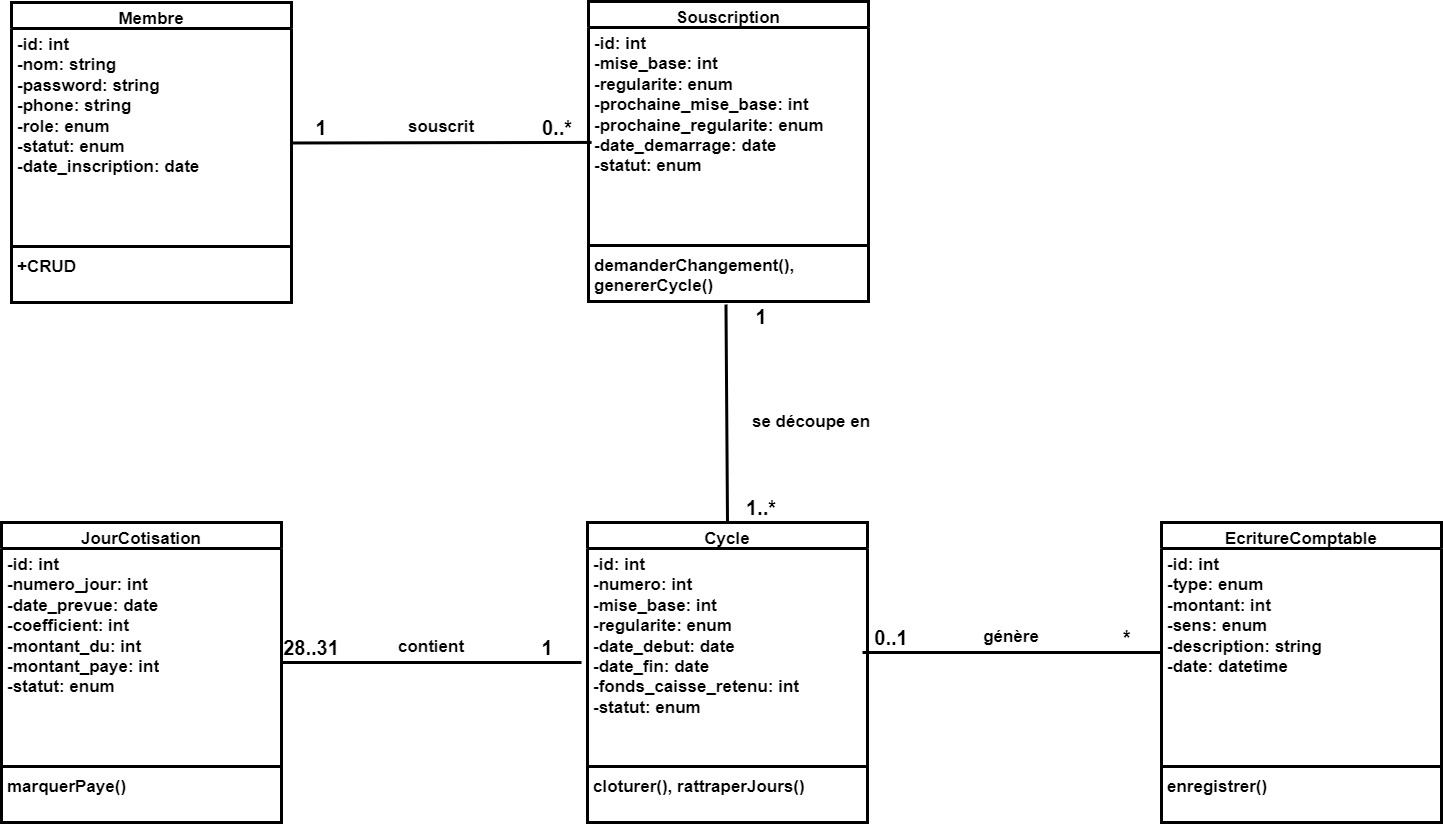 Membre
-id: int
-nom: string
-password: string
-phone: string
-role: enum
-statut: enum
-date_inscription: date
+CRUD
1
souscrit
0..*
Souscription
-id: int
-mise_base: int
-regularite: enum
-prochaine_mise_base: int
-prochaine_regularite: enum
-date_demarrage: date
-statut: enum
demanderChangement(),
genererCycle()
1
se découpe en
1..*
JourCotisation
-id: int
-numero_jour: int
-date_prevue: date
-coefficient: int
-montant_du: int
-montant_paye: int
-statut: enum
marquerPaye()
28..31
contient
1
Cycle
-id: int
-numero: int
-mise_base: int
-regularite: enum
-date_debut: date
-date_fin: date
-fonds_caisse_retenu: int
-statut: enum
cloturer(), rattraperJours()
0..1
génère
*
EcritureComptable
-id: int
-type: enum
-montant: int
-sens: enum
-description: string
-date: datetime
enregistrer()